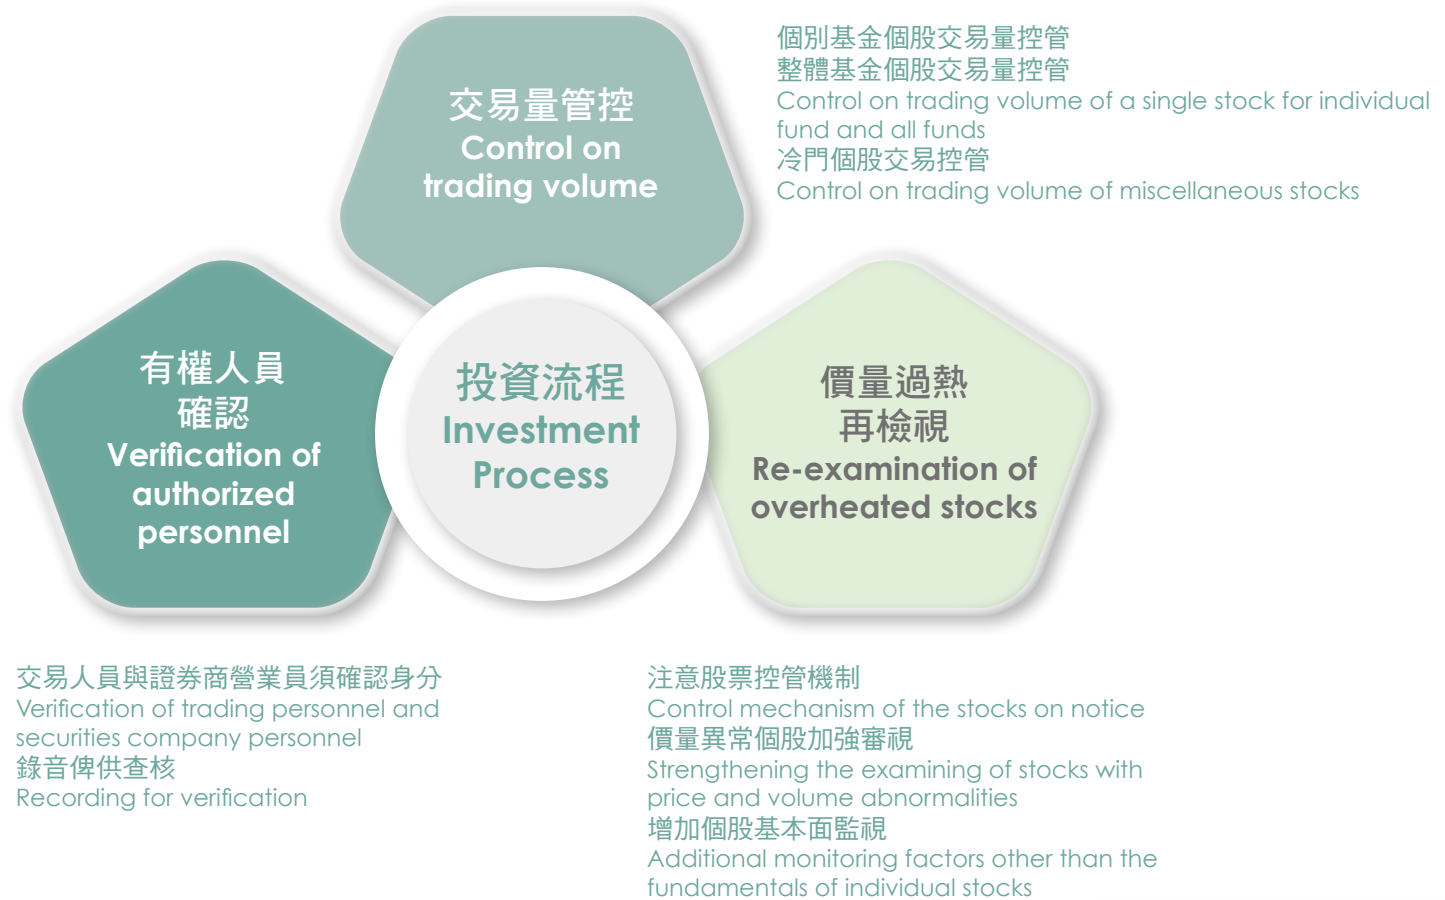 交易量管控
Control on
trading volume
個別基金個股交易量控管
整體基金個股交易量控管
Control on trading volume of a single stock for individual
fund and all funds
冷門個股交易控管
Control on trading volume of miscellaneous stocks
有權人員
確認
Verification of
authorized
personnel
投資流程
Investment
Process
價量過熱
再檢視
Re-examination of
overheated stocks
交易人員與證券商營業員須確認身分
Verification of trading personnel and
securities company personnel
錄音俾供查核
Recording for verification
注意股票控管機制
Control mechanism of the stocks on notice
價量異常個股加強審視
Strengthening the examining of stocks with
price and volume abnormalities
增加個股基本面監視
Additional monitoring factors other than the
fundamentals of individual stocks